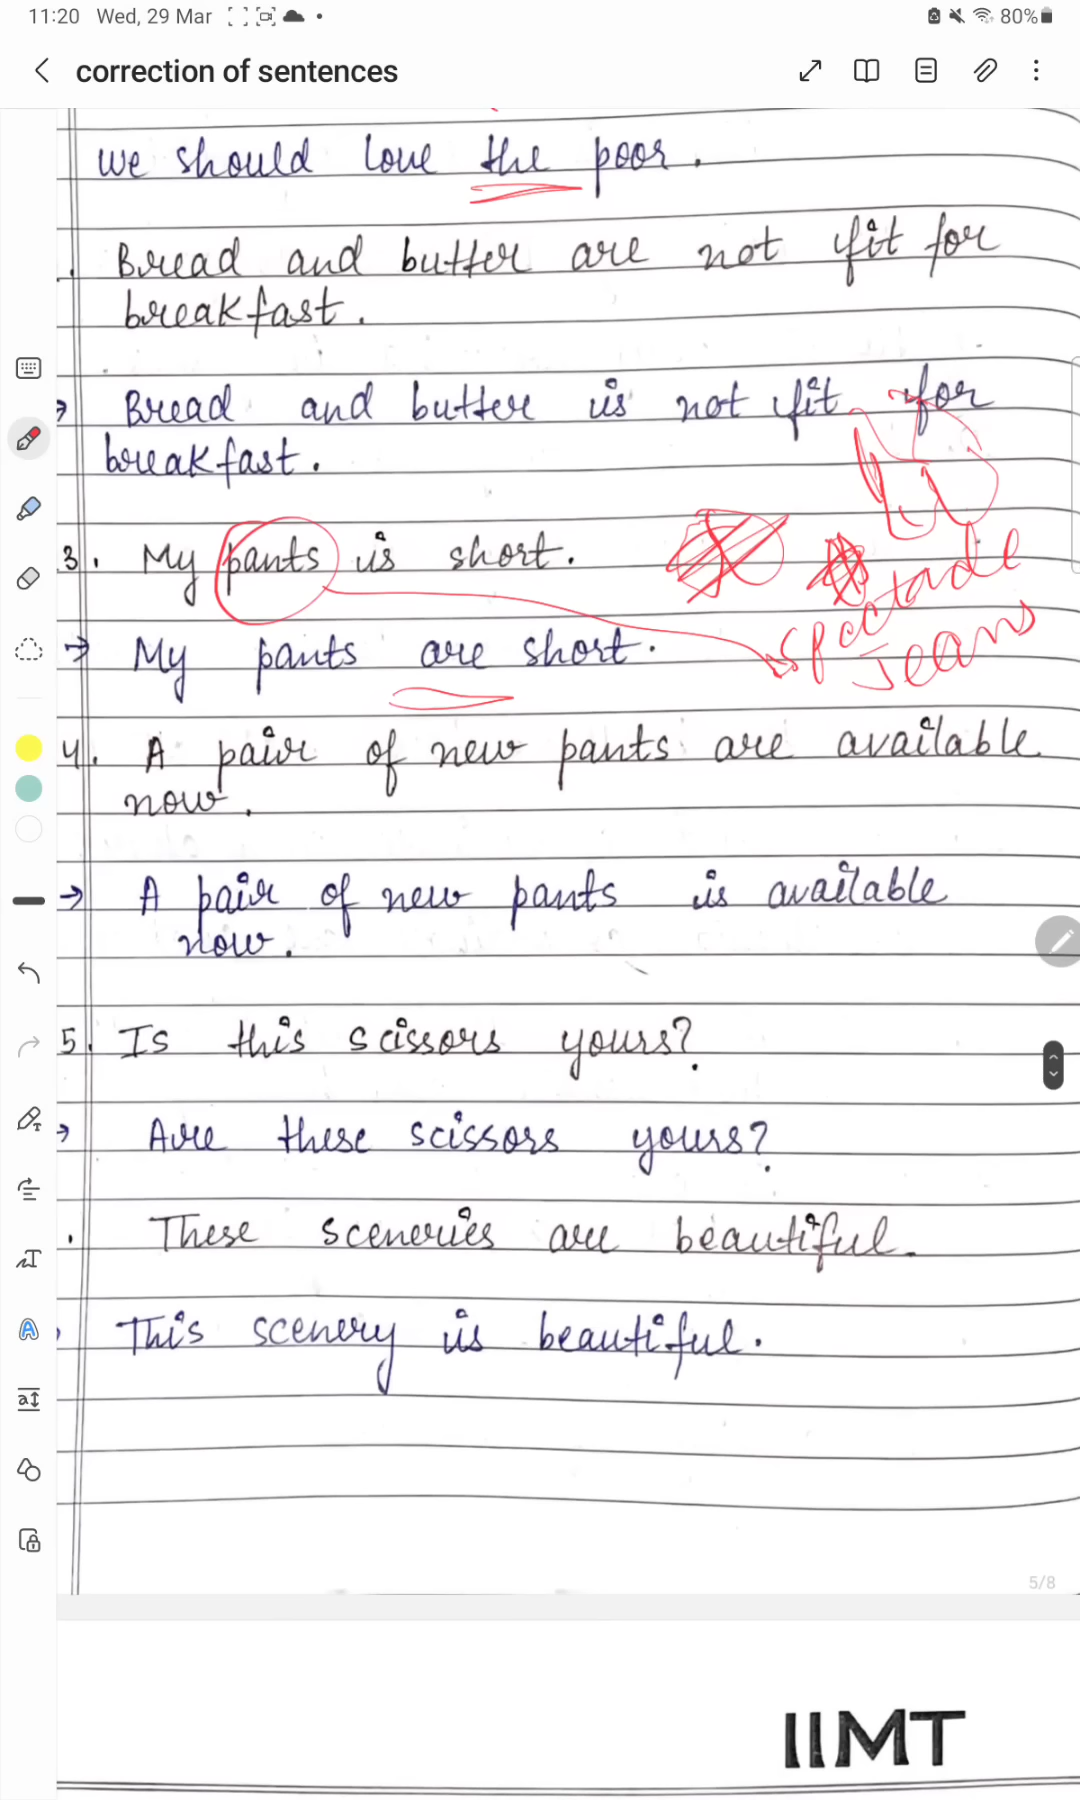 11:20 Wed, 29 Mar 80%
correction of sentences
we should love the poor.
Bread and butter are not fit for
breakfast.
→ Bread and butter is not fit for
breakfast.
3. My pants is short.
spectacle
→ My pants are short.
Jeans
4. A pair of new pants are available
now.
→ A pair of new pants is available
now.
5. Is this scissors yours?
→ Are these scissors yours?
. These sceneries are beautiful.
This scenery is beautiful.
5/8
IIMT